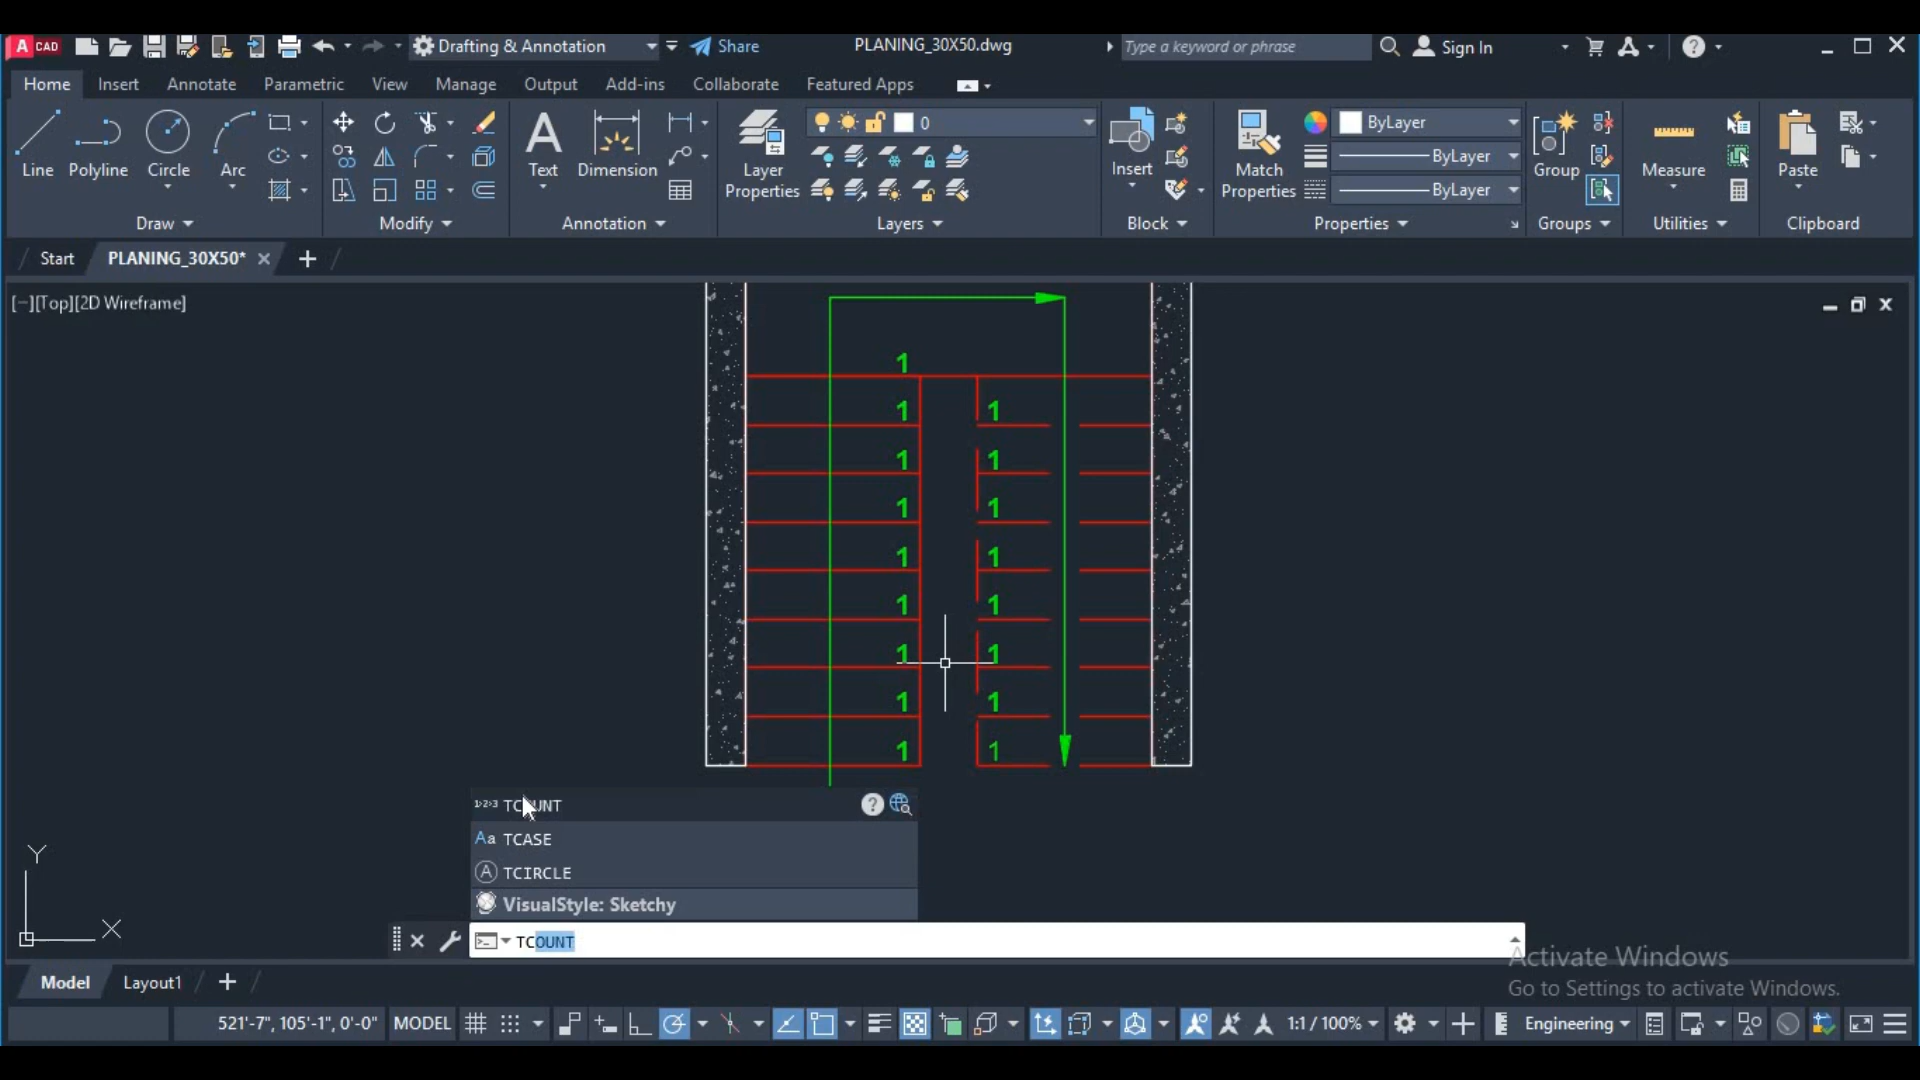 A CAD
Drafting & Annotation
Share
PLANING_30X50.dwg
Type a keyword or phrase
Sign In
?
Home
Insert
Annotate
Parametric
View
Manage
Output
Add-ins
Collaborate
Featured Apps
Line
Polyline
Circle
Arc
Draw
Modify
A
Text
Dimension
Annotation
Layer
Properties
0
Layers
Insert
Block
Match
Properties
ByLayer
ByLayer
ByLayer
Properties
Group
Groups
Measure
Utilities
Paste
Clipboard
Start
PLANING_30X50*
[−][Top][2D Wireframe]
1
1 1
1 1
1 1
1 1
1 1
1 1
1 1
1 1
1>2>3 TCOUNT
?
Aa TCASE
A TCIRCLE
VisualStyle: Sketchy
TCOUNT
Y
X
Activate Windows
Go to Settings to activate Windows.
Model
Layout1
521'-7", 105'-1", 0'-0"
MODEL
1:1 / 100%
Engineering